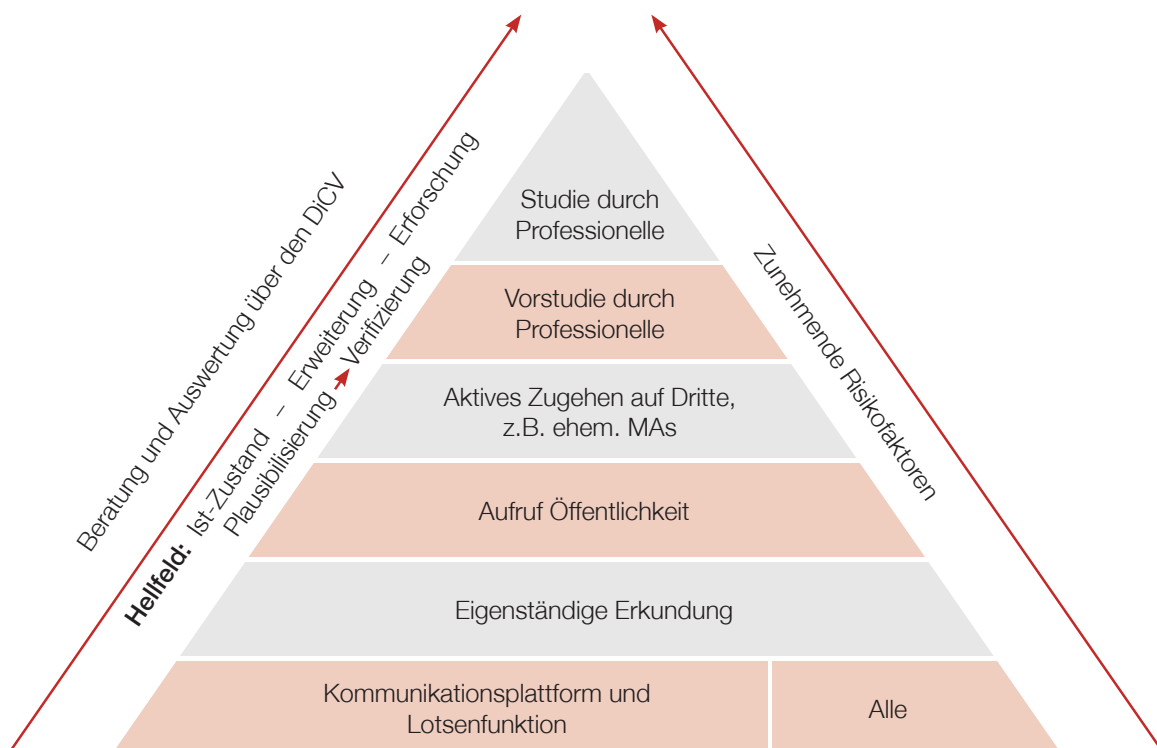 Beratung und Auswertung über den DiCV
Hellfeld: Ist-Zustand – Erweiterung – Erforschung
Plausibilisierung → Verifizierung
Studie durch
Professionelle
Vorstudie durch
Professionelle
Aktives Zugehen auf Dritte,
z.B. ehem. MAs
Aufruf Öffentlichkeit
Eigenständige Erkundung
Kommunikationsplattform und
Lotsenfunktion
Alle
Zunehmende Risikofaktoren